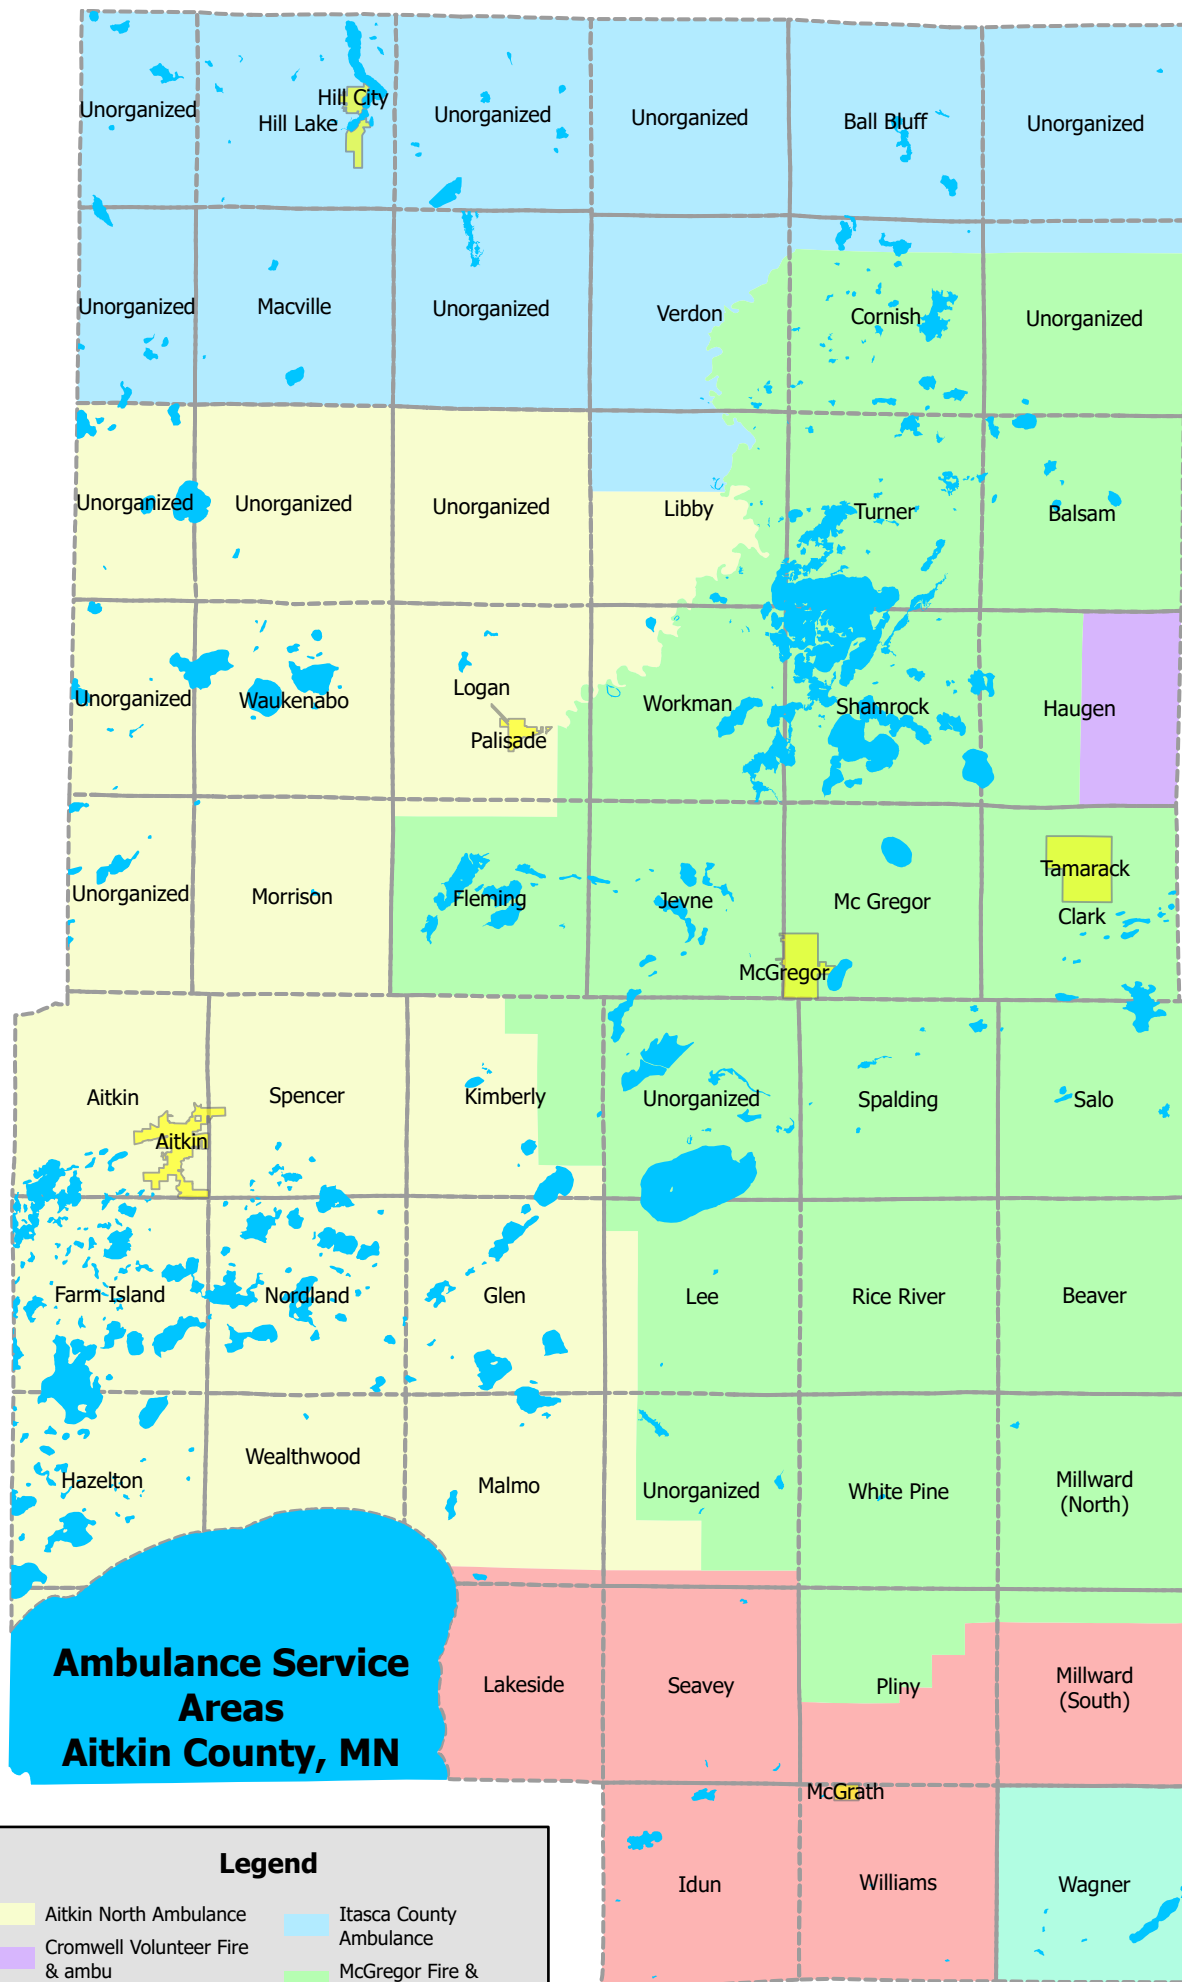 Unorganized
Hill City
Hill Lake
Unorganized
Unorganized
Ball Bluff
Unorganized
Unorganized
Macville
Unorganized
Verdon
Cornish
Unorganized
Unorganized
Unorganized
Unorganized
Libby
Turner
Balsam
Unorganized
Waukenabo
Logan
Palisade
Workman
Shamrock
Haugen
Unorganized
Morrison
Fleming
Jevne
Mc Gregor
McGregor
Tamarack
Clark
Aitkin
Aitkin
Spencer
Kimberly
Unorganized
Spalding
Salo
Farm Island
Nordland
Glen
Lee
Rice River
Beaver
Hazelton
Wealthwood
Malmo
Unorganized
White Pine
Millward
(North)
Ambulance Service
Areas
Aitkin County, MN
Lakeside
Seavey
Pliny
Millward
(South)
McGrath
Idun
Williams
Wagner
Legend
Aitkin North Ambulance
Cromwell Volunteer Fire
& ambu
Itasca County
Ambulance
McGregor Fire &